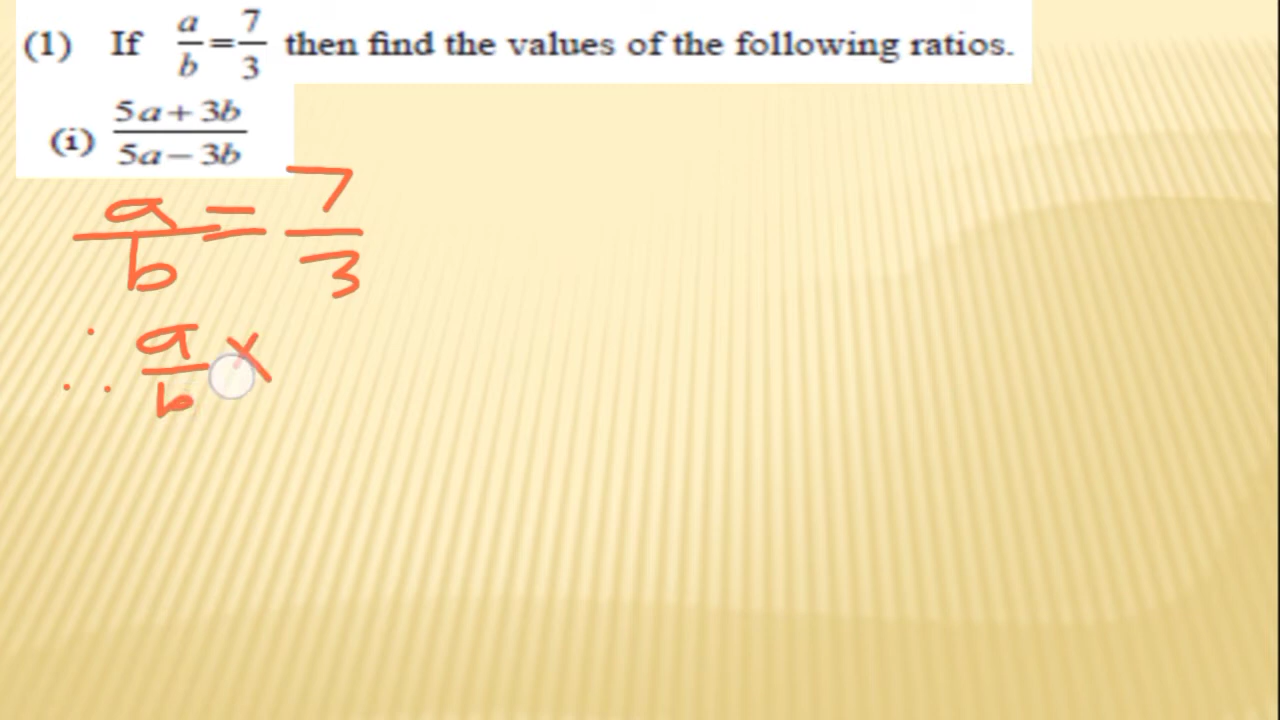 (1) If a/b = 7/3 then find the values of the following ratios.
(i) 5a + 3b / 5a − 3b
a/b = 7/3
∴ a/b ×